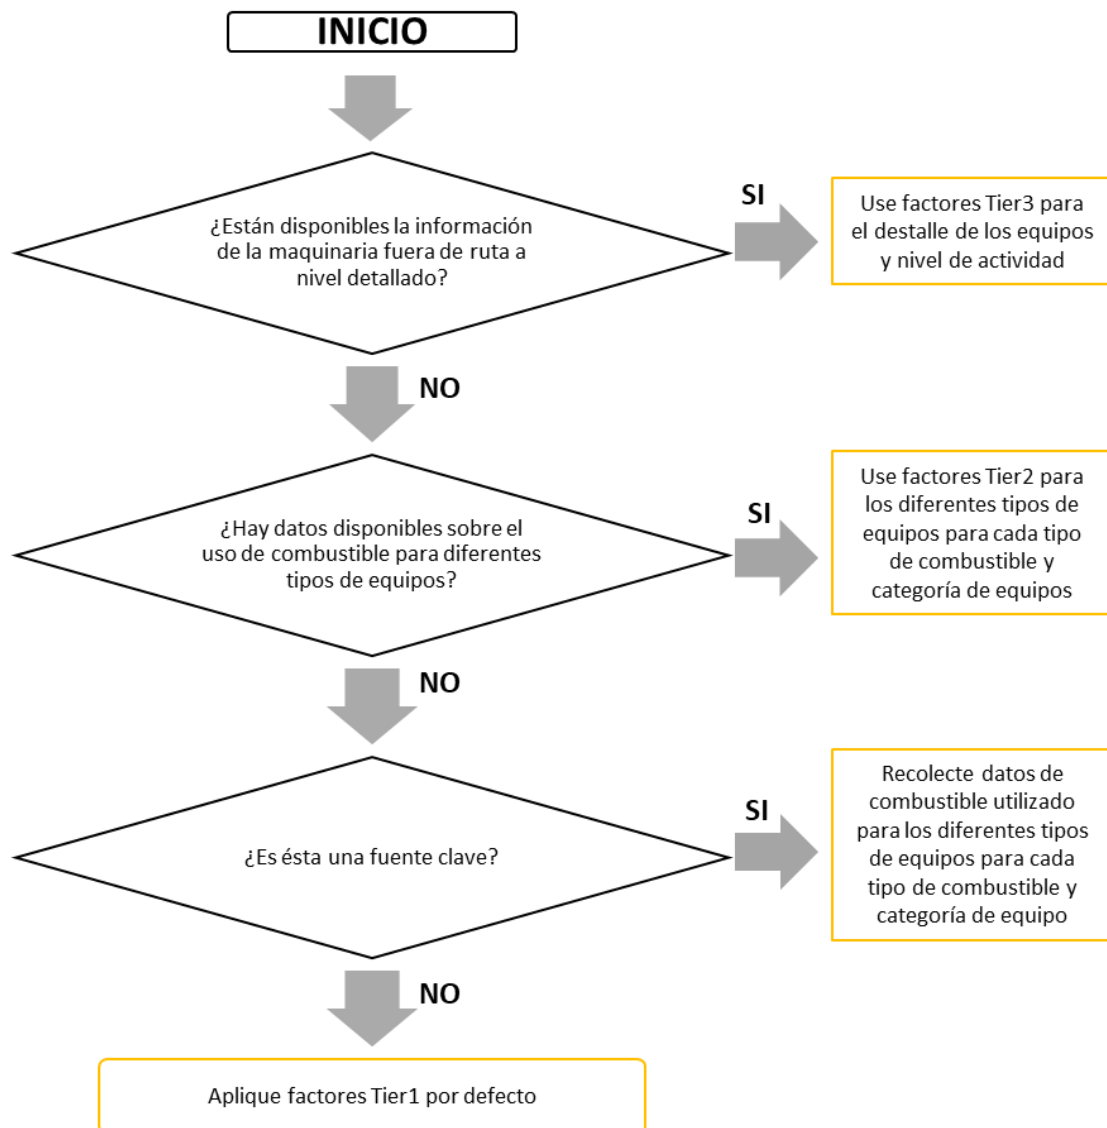 INICIO
¿Están disponibles la información
de la maquinaria fuera de ruta a
nivel detallado?
SI
Use factores Tier3 para
el destalle de los equipos
y nivel de actividad
NO
¿Hay datos disponibles sobre el
uso de combustible para diferentes
tipos de equipos?
SI
Use factores Tier2 para
los diferentes tipos de
equipos para cada tipo
de combustible y
categoría de equipos
NO
¿Es ésta una fuente clave?
SI
Recolecte datos de
combustible utilizado
para los diferentes tipos
de equipos para cada
tipo de combustible y
categoría de equipo
NO
Aplique factores Tier1 por defecto